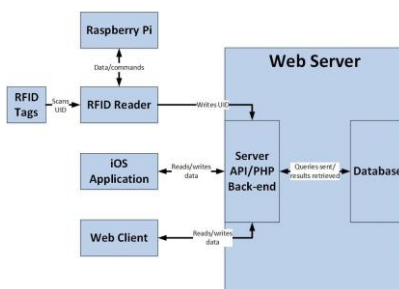 Raspberry Pi
Data/commands
Web Server
RFID
Tags
Scans
UID
RFID Reader
Writes UID
iOS
Application
Reads/writes
data
Server
API/PHP
Back-end
Queries sent/
results retrieved
Database
Web Client
Reads/writes
data